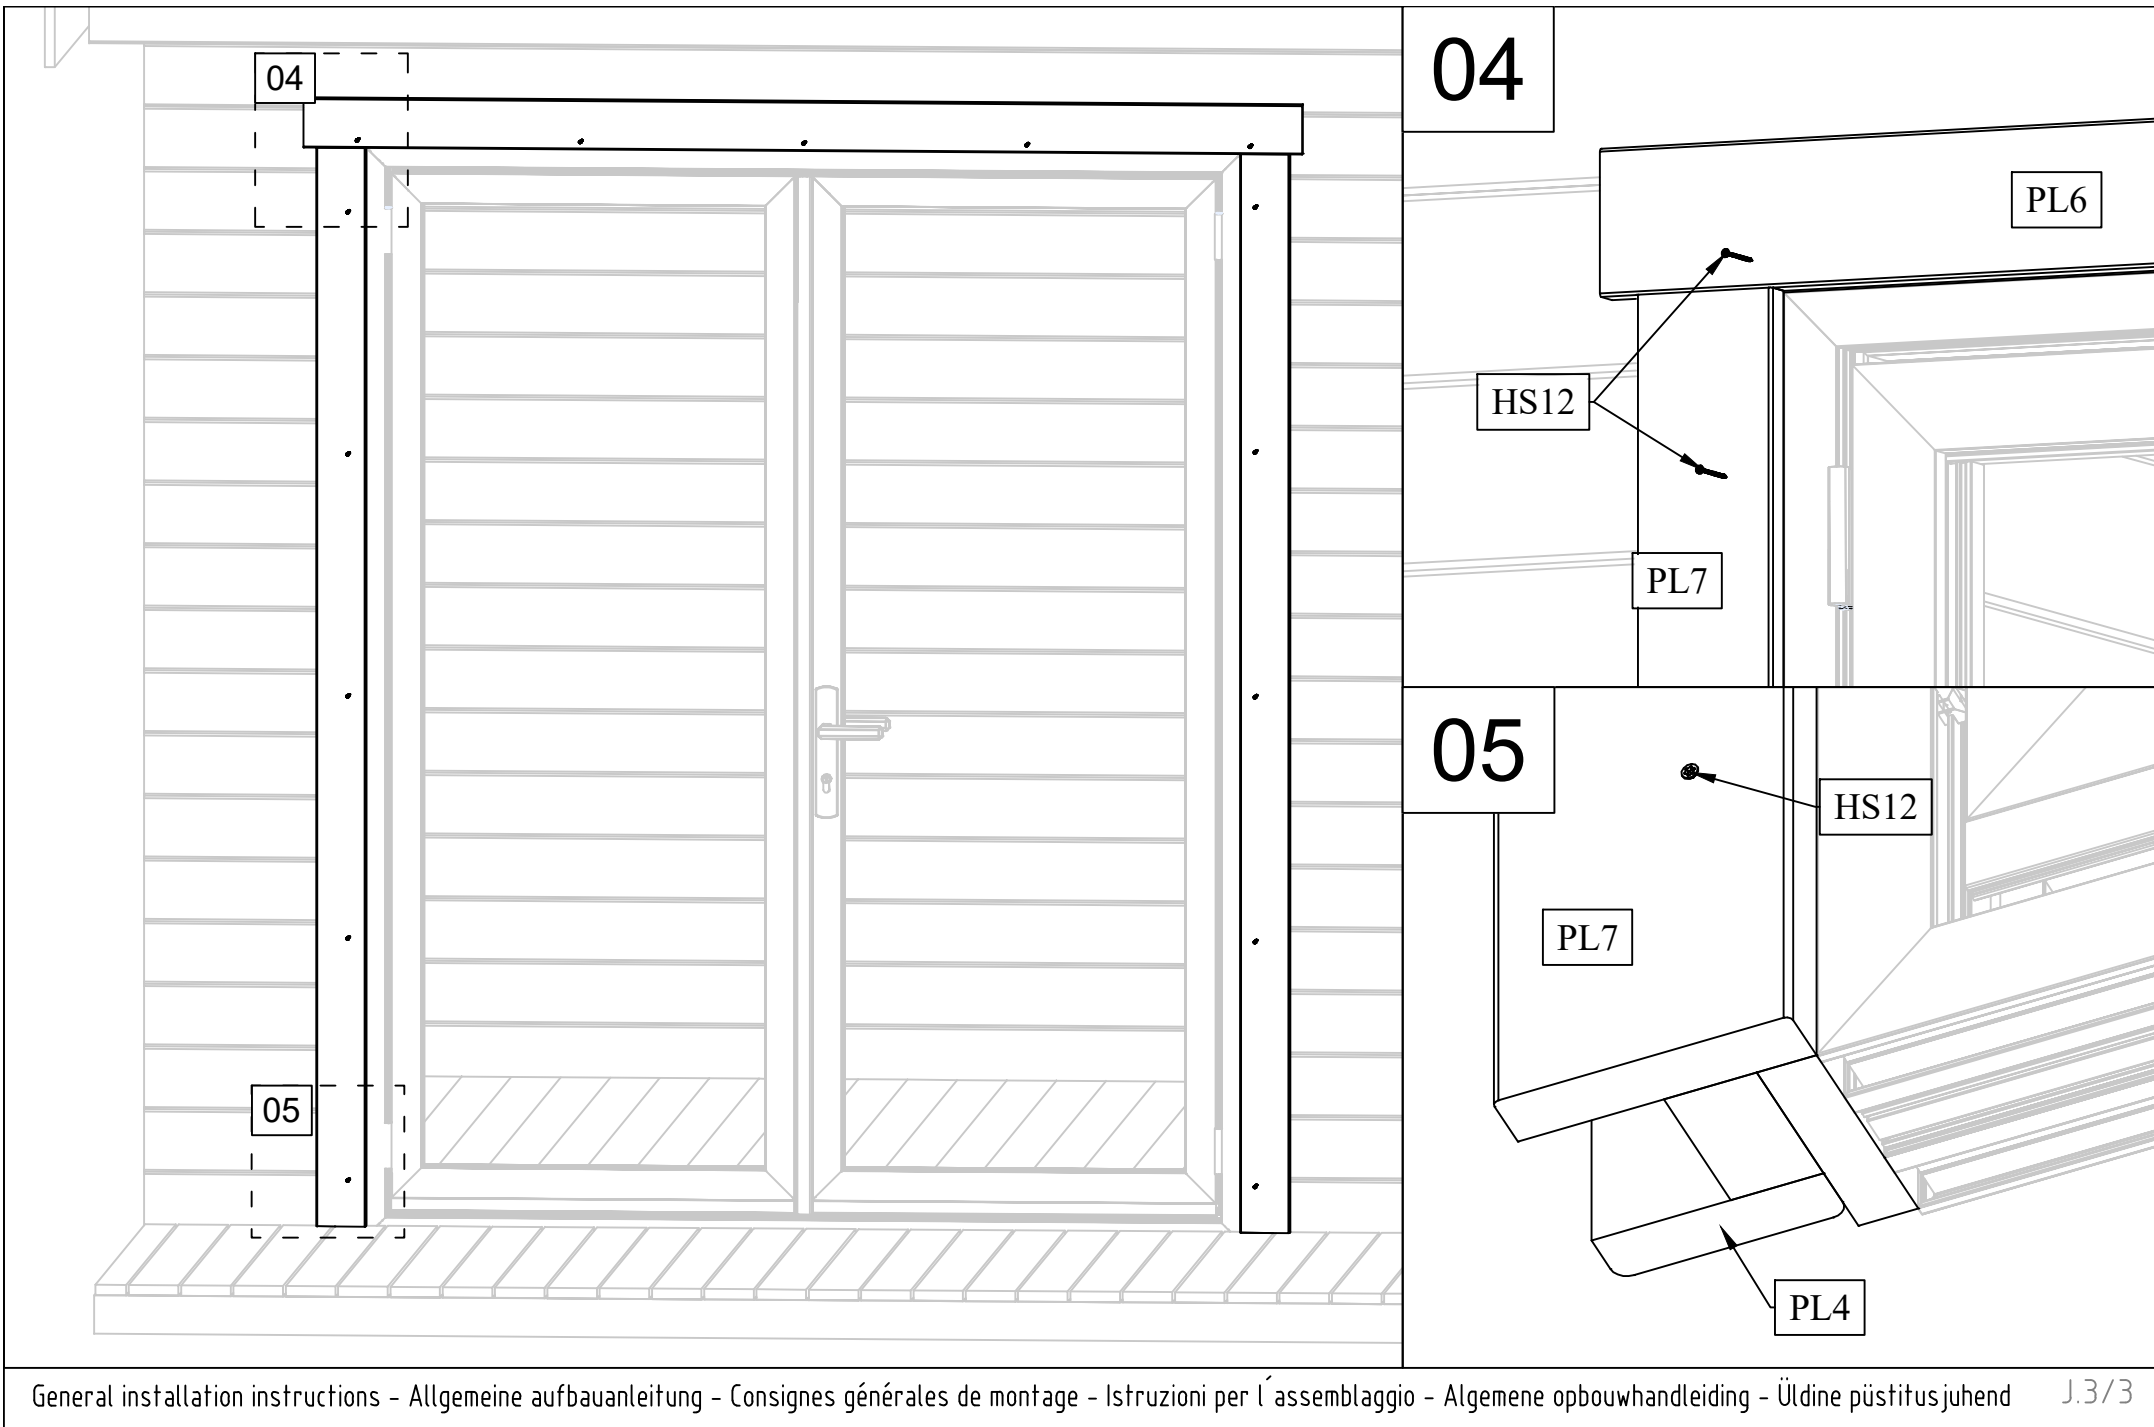 04
05
04
PL6
HS12
PL7
05
HS12
PL7
PL4
General installation instructions – Allgemeine aufbauanleitung – Consignes générales de montage – Istruzioni per l´assemblaggio – Algemene opbouwhandleiding – Üldine püstitusjuhend
J.3/3